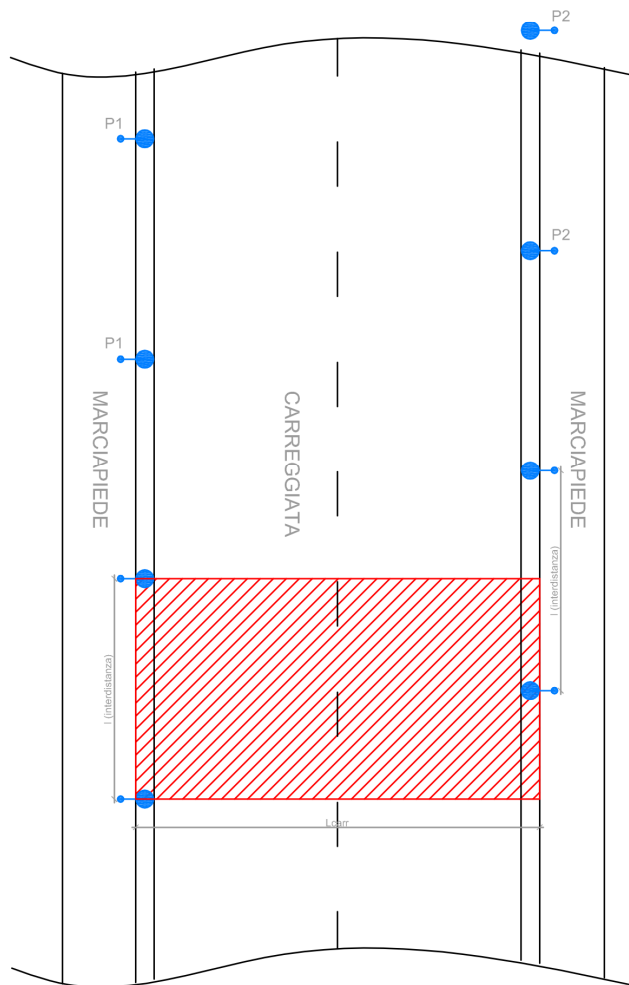 P2
P1
P2
P1
MARCIAPIEDE
CARREGGIATA
MARCIAPIEDE
I (interdistanza)
I (interdistanza)
Lcarr